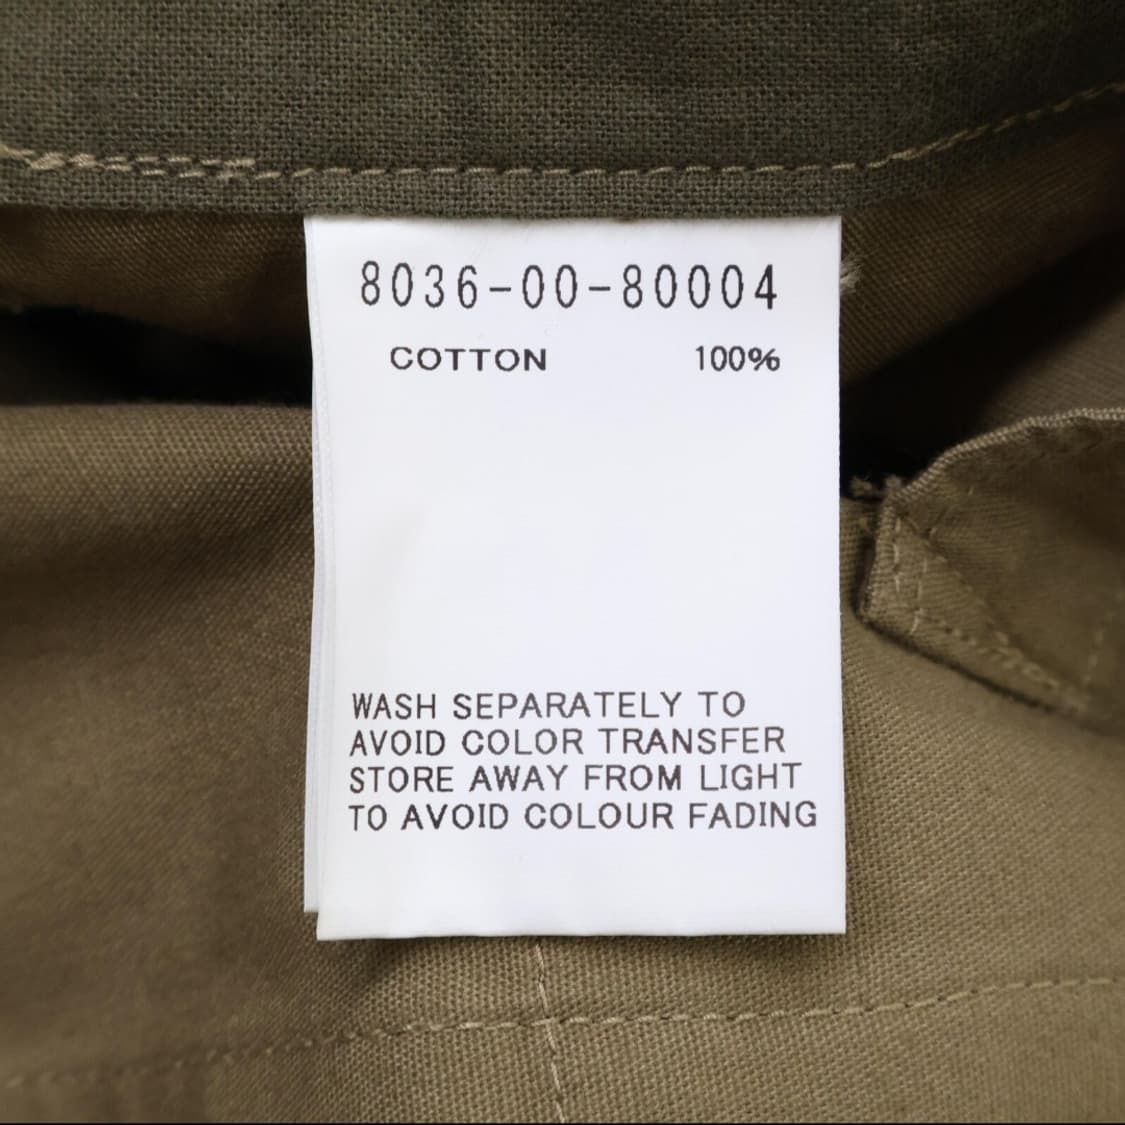 8036-00-80004
COTTON 100%
WASH SEPARATELY TO
AVOID COLOR TRANSFER
STORE AWAY FROM LIGHT
TO AVOID COLOUR FADING